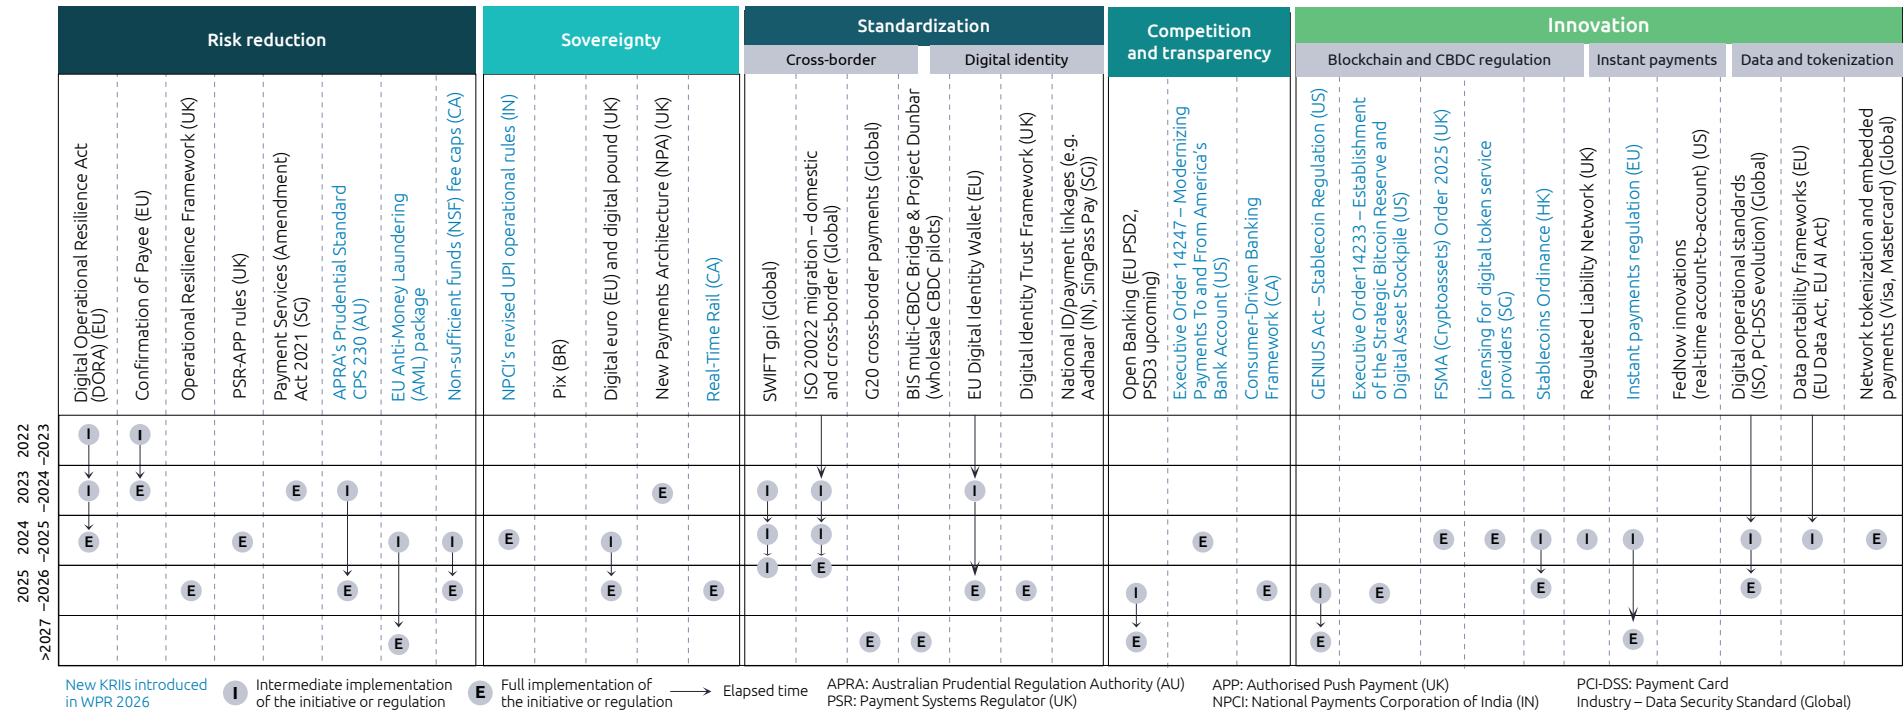 Risk reduction
Sovereignty
Standardization
Cross-border
Digital identity
Competition
and transparency
Innovation
Blockchain and CBDC regulation
Instant payments
Data and tokenization
Digital Operational Resilience Act
(DORA) (EU)
Confirmation of Payee (EU)
Operational Resilience Framework (UK)
PSR-APP rules (UK)
Payment Services (Amendment)
Act 2021 (SG)
APRA's Prudential Standard
CPS 230 (AU)
EU Anti-Money Laundering
(AML) package
Non-sufficient funds (NSF) fee caps (CA)
NPCI's revised UPI operational rules (IN)
Pix (BR)
Digital euro (EU) and digital pound (UK)
New Payments Architecture (NPA) (UK)
Real-Time Rail (CA)
SWIFT gpi (Global)
ISO 20022 migration – domestic
and cross-border (Global)
G20 cross-border payments (Global)
BIS multi-CBDC Bridge & Project Dunbar
(wholesale CBDC pilots)
EU Digital Identity Wallet (EU)
Digital Identity Trust Framework (UK)
National ID/payment linkages (e.g.
Aadhaar (IN), SingPass Pay (SG))
Open Banking (EU PSD2,
PSD3 upcoming)
Executive Order 14247 – Modernizing
Payments To and From America's
Bank Account (US)
Consumer-Driven Banking
Framework (CA)
GENIUS Act – Stablecoin Regulation (US)
Executive Order14233 – Establishment
of the Strategic Bitcoin Reserve and
Digital Asset Stockpile (US)
FSMA (Cryptoassets) Order 2025 (UK)
Licensing for digital token service
providers (SG)
Stablecoins Ordinance (HK)
Regulated Liability Network (UK)
Instant payments regulation (EU)
FedNow innovations
(real-time account-to-account) (US)
Digital operational standards
(ISO, PCI-DSS evolution) (Global)
Data portability frameworks (EU)
(EU Data Act, EU AI Act)
Network tokenization and embedded
payments (Visa, Mastercard) (Global)
2022
–2023
I I
2023
–2024
I E E I E I I I
2024
–2025
E E I I E I I I E E E I I I I I E
I E
2025
–2026
E E E E E E E I E I E E E
>2027
E E E E E E
New KRIIs introduced
in WPR 2026
I
Intermediate implementation
of the initiative or regulation
E
Full implementation of
the initiative or regulation
Elapsed time
APRA: Australian Prudential Regulation Authority (AU)
PSR: Payment Systems Regulator (UK)
APP: Authorised Push Payment (UK)
NPCI: National Payments Corporation of India (IN)
PCI-DSS: Payment Card
Industry – Data Security Standard (Global)